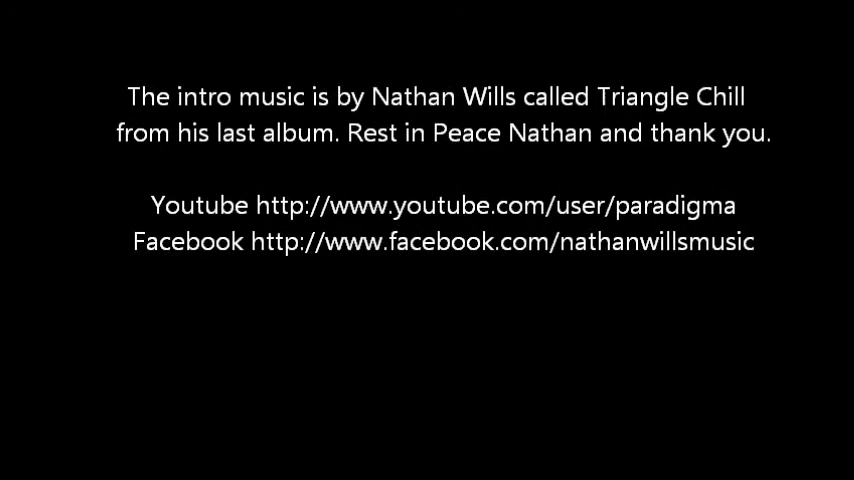 The intro music is by Nathan Wills called Triangle Chill
from his last album. Rest in Peace Nathan and thank you.
Youtube http://www.youtube.com/user/paradigma
Facebook http://www.facebook.com/nathanwillsmusic